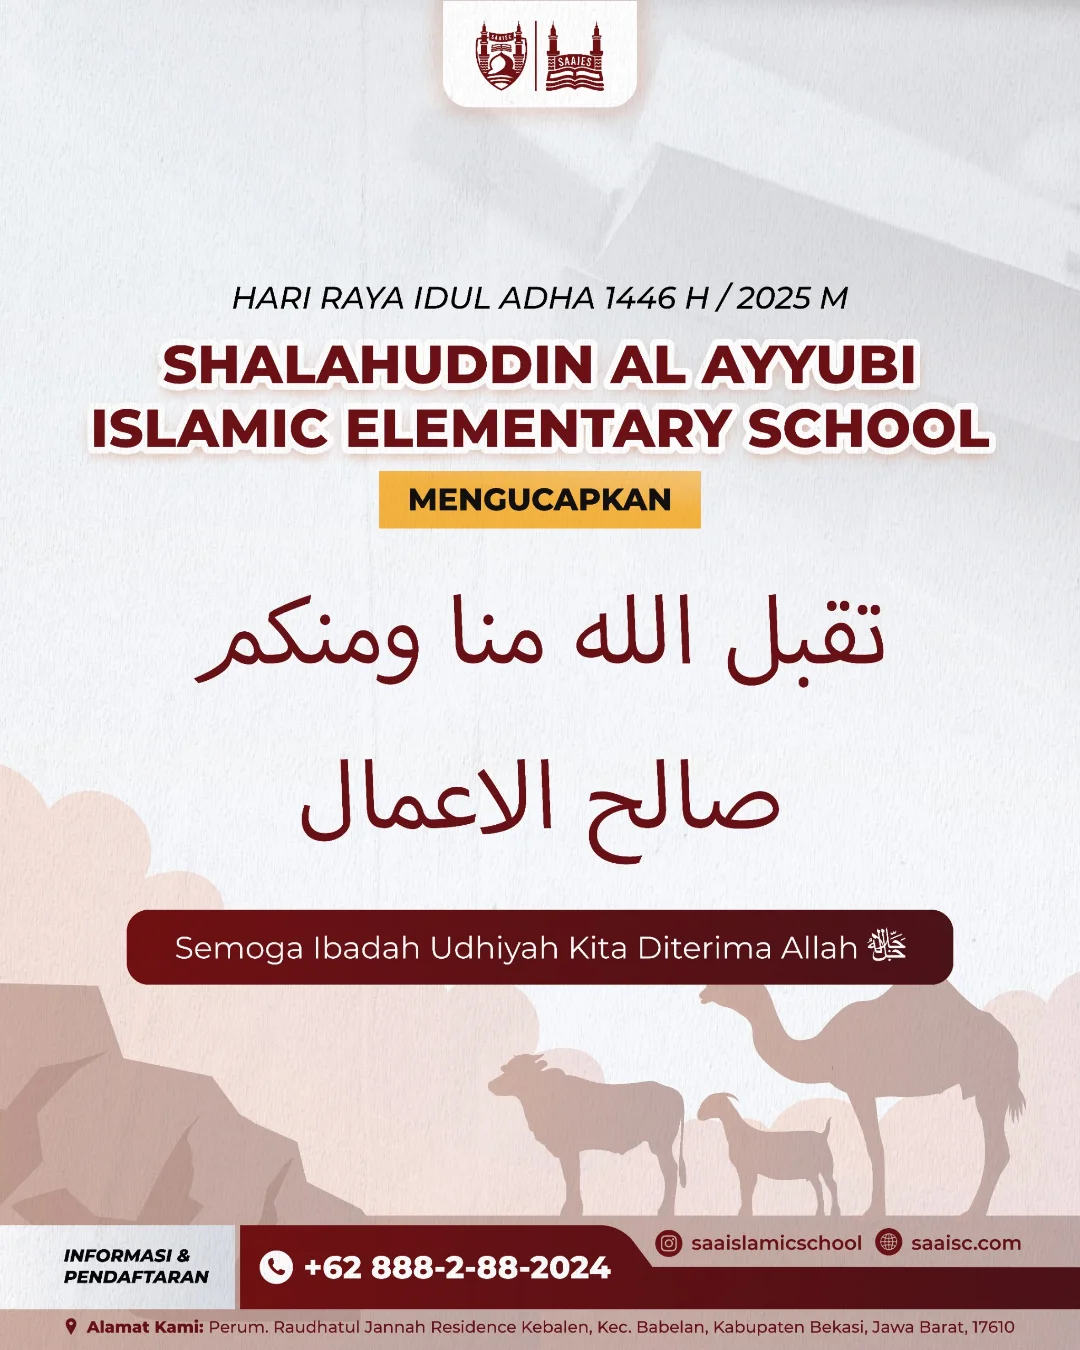 SAAISC
SAAIES
HARI RAYA IDUL ADHA 1446 H / 2025 M
SHALAHUDDIN AL AYYUBI
ISLAMIC ELEMENTARY SCHOOL
MENGUCAPKAN
تقبل الله منا ومنكم
صالح الاعمال
Semoga Ibadah Udhiyah Kita Diterima Allah ﷻ
INFORMASI &
PENDAFTARAN
+62 888-2-88-2024
saaislamicschool
saaisc.com
Alamat Kami: Perum. Raudhatul Jannah Residence Kebalen, Kec. Babelan, Kabupaten Bekasi, Jawa Barat, 17610